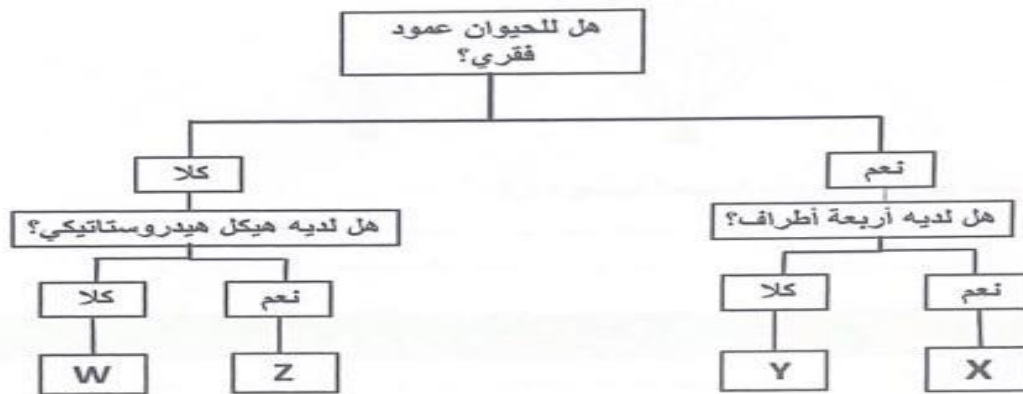 هل للحيوان عمود
فقري؟
نعم
كلا
هل لديه أربعة أطراف؟
هل لديه هيكل هيدروستاتيكي؟
نعم
كلا
نعم
كلا
X
Y
Z
W